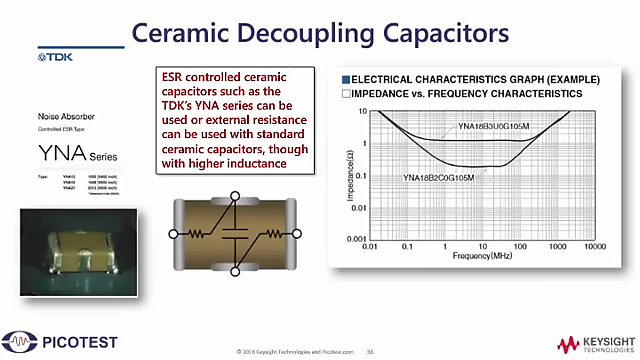 Ceramic Decoupling Capacitors
TDK
Noise Absorber
Controlled ESR Type
YNA Series
ESR controlled ceramic
capacitors such as the
TDK's YNA series can be
used or external resistance
can be used with standard
ceramic capacitors, though
with higher inductance
ELECTRICAL CHARACTERISTICS GRAPH (EXAMPLE)
IMPEDANCE vs. FREQUENCY CHARACTERISTICS
10
1
0.1
0.01
0.001
Impedance(Ω)
YNA18B3U0G105M
YNA18B2C0G105M
0.01 0.1 1 10 100 1000 10000
Frequency(MHz)
PICOTEST
© 2018 Keysight Technologies and Picotest.com
35
KEYSIGHT
TECHNOLOGIES